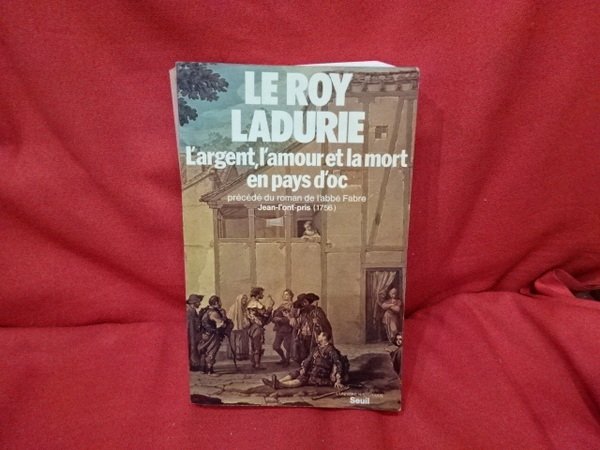 LE ROY
LADURIE
L'argent, l'amour et la mort
en pays d'oc
précédé du roman de l'abbé Fabre
Jean-l'ont-pris (1756)
Seuil